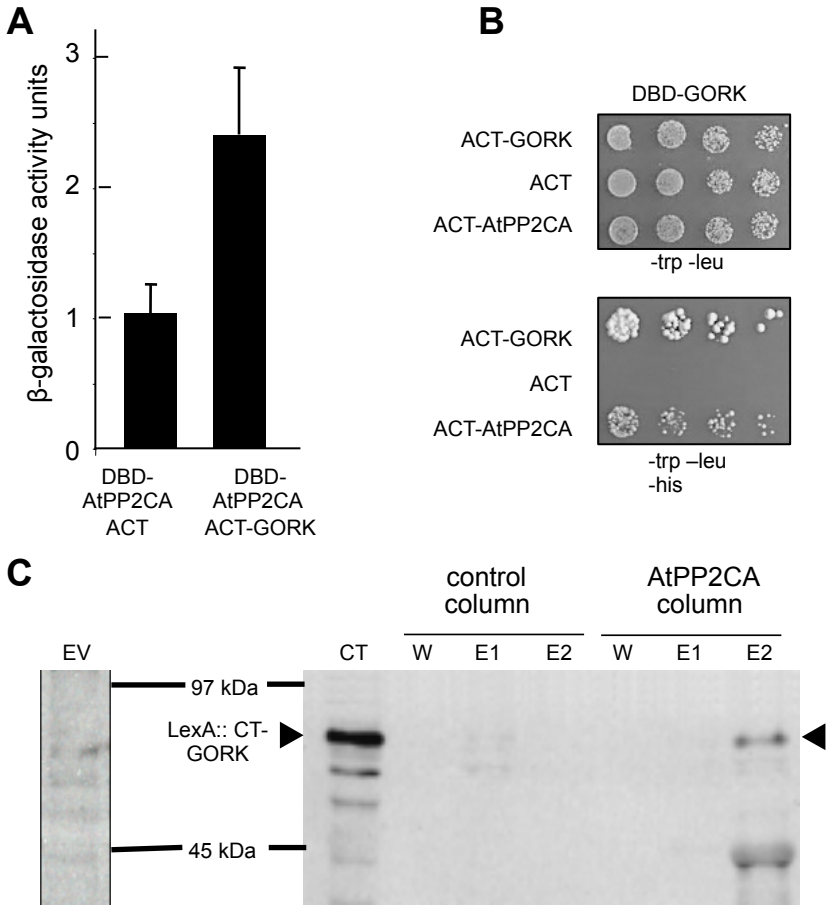 A
β-galactosidase activity units
3
2
1
0
DBD-
AtPP2CA
ACT
DBD-
AtPP2CA
ACT-GORK
B
DBD-GORK
ACT-GORK
ACT
ACT-AtPP2CA
-trp -leu
ACT-GORK
ACT
ACT-AtPP2CA
-trp –leu
-his
C
control
column
AtPP2CA
column
EV
CT
W
E1
E2
W
E1
E2
97 kDa
LexA:: CT-
GORK
45 kDa